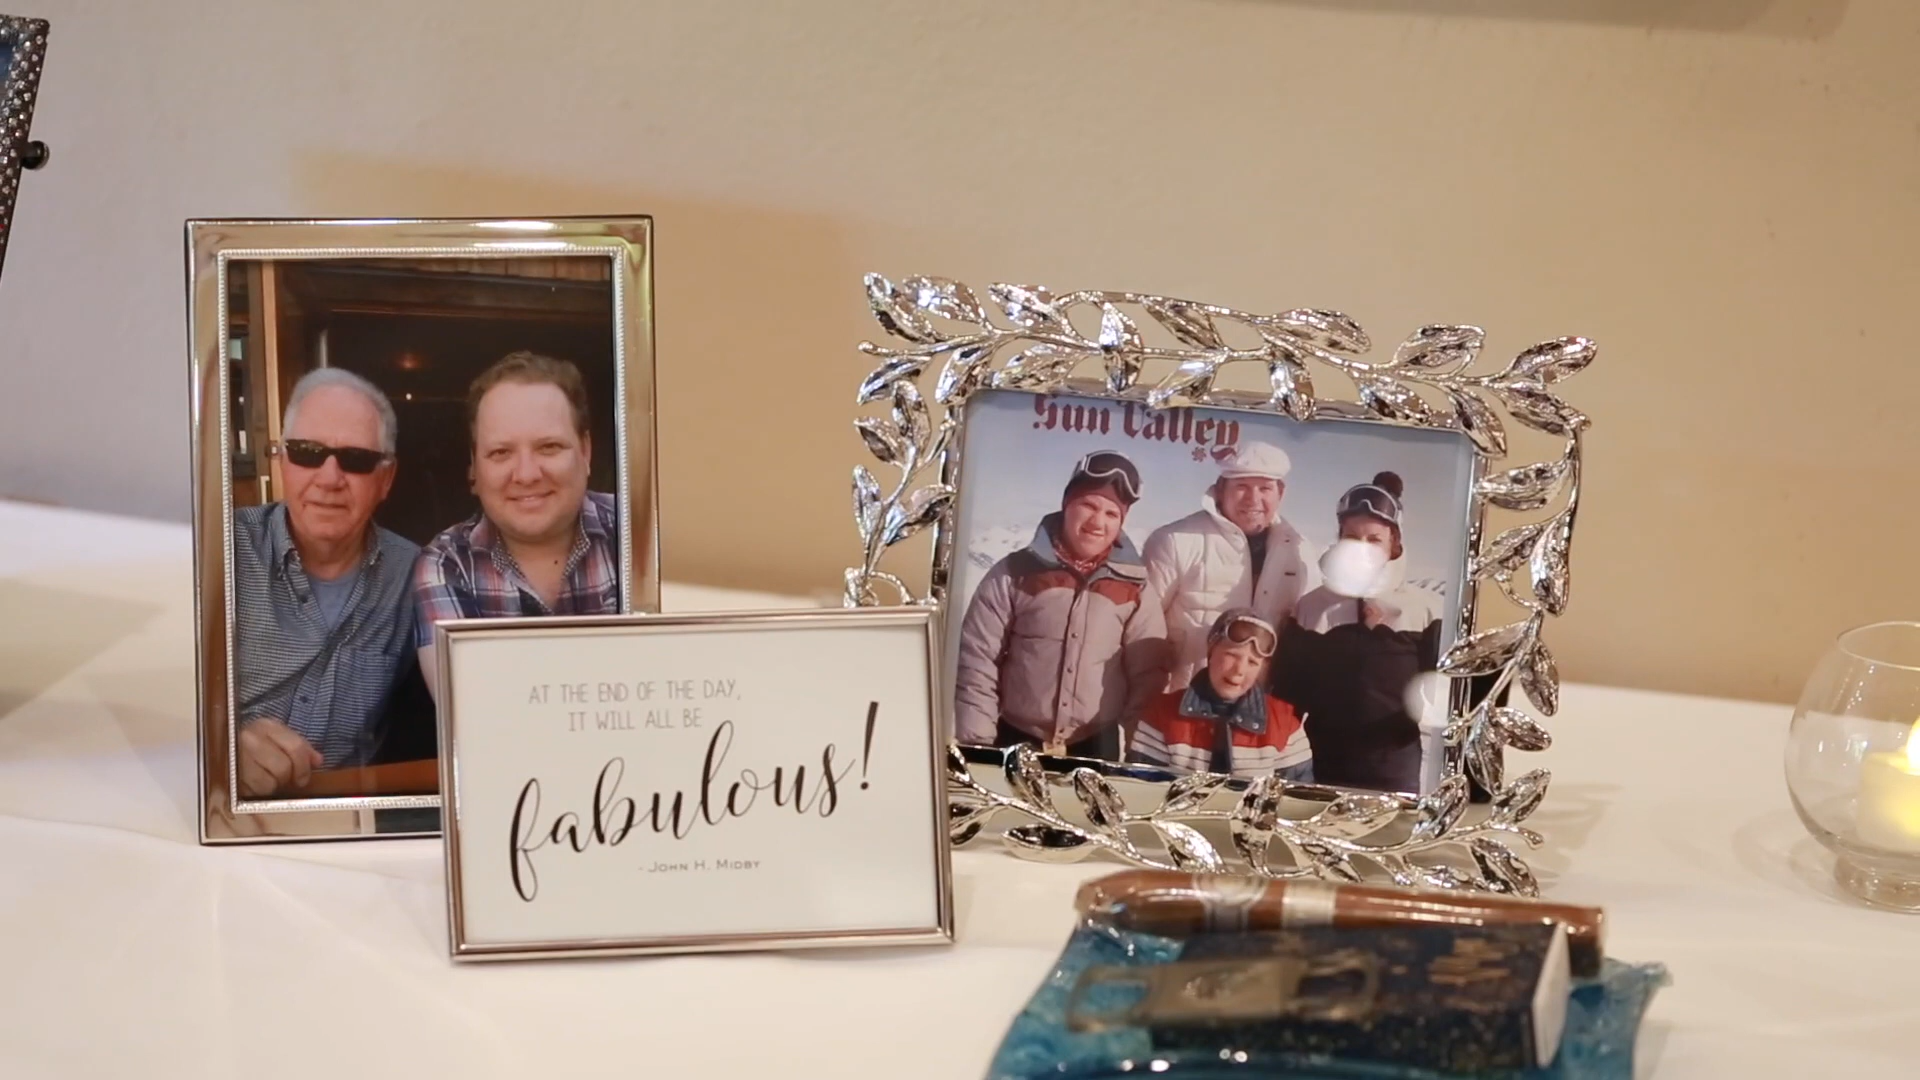 Sun Valley
AT THE END OF THE DAY,
IT WILL ALL BE
fabulous!
- JOHN H. MIDBY